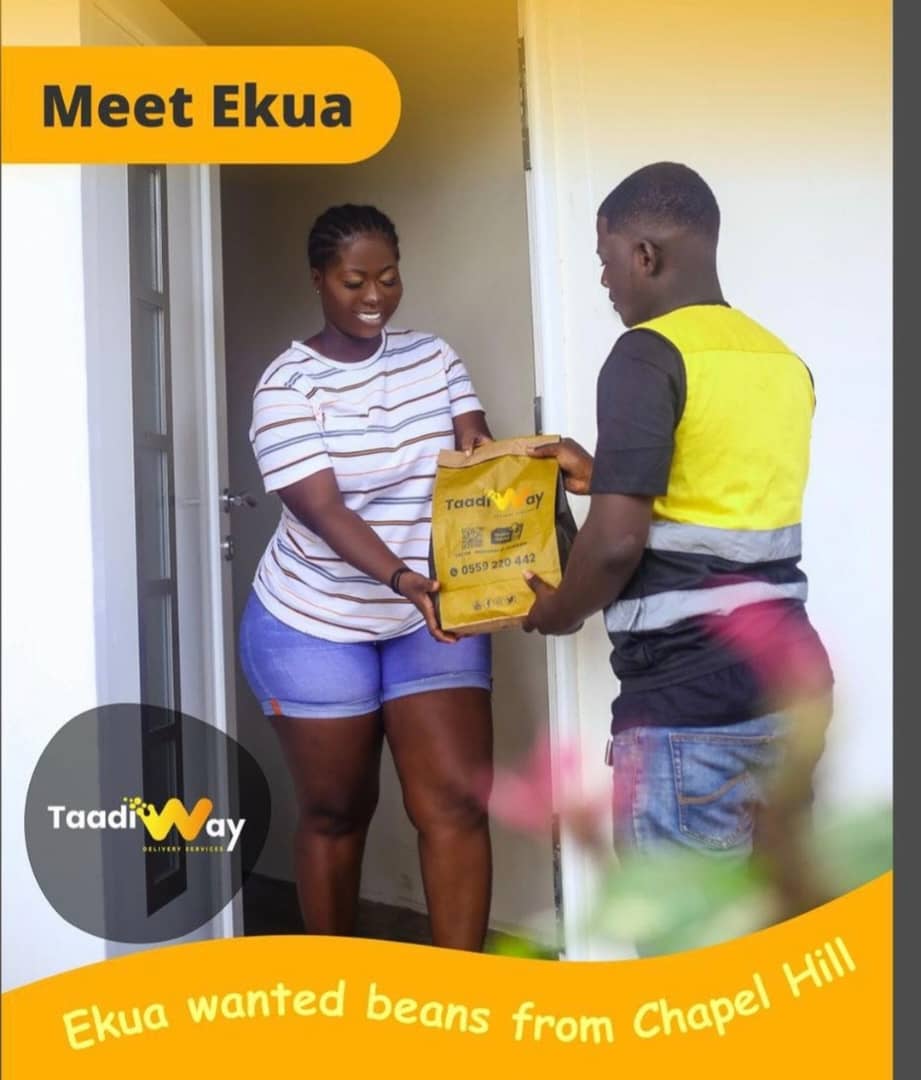 Meet Ekua
TaadiWay
0559 220 442
TaadiWay
DELIVERY SERVICES
Ekua wanted beans from Chapel Hill